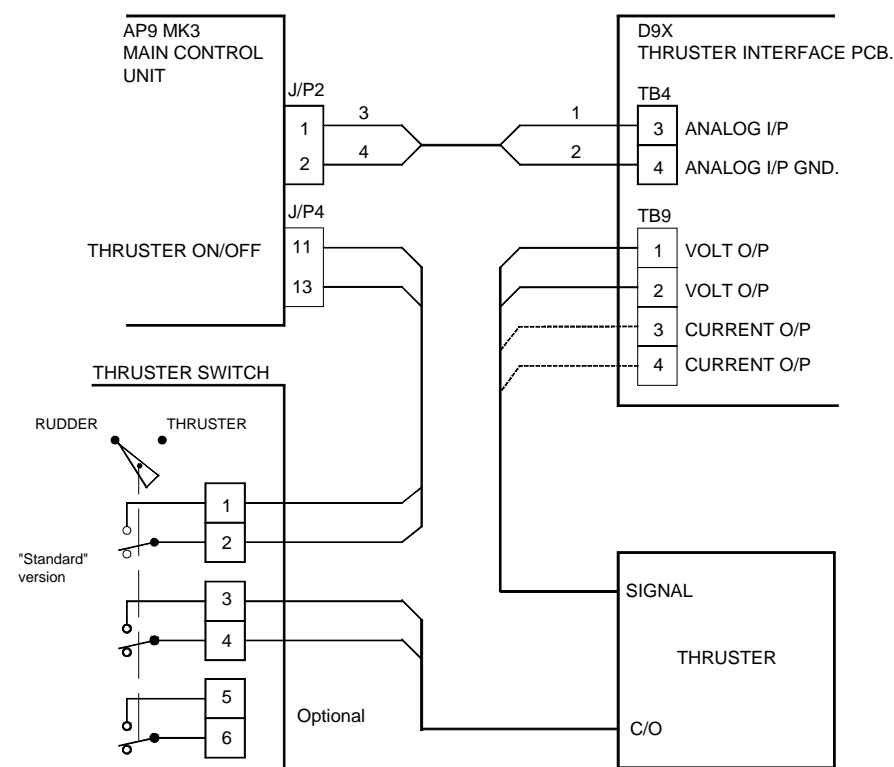 AP9 MK3
MAIN CONTROL
UNIT
J/P2
1
2
3
4
J/P4
THRUSTER ON/OFF
11
13
D9X
THRUSTER INTERFACE PCB.
TB4
1
3 ANALOG I/P
2
4 ANALOG I/P GND.
TB9
1 VOLT O/P
2 VOLT O/P
3 CURRENT O/P
4 CURRENT O/P
THRUSTER SWITCH
RUDDER
THRUSTER
1
2
"Standard"
version
3
4
5
6
Optional
SIGNAL
THRUSTER
C/O